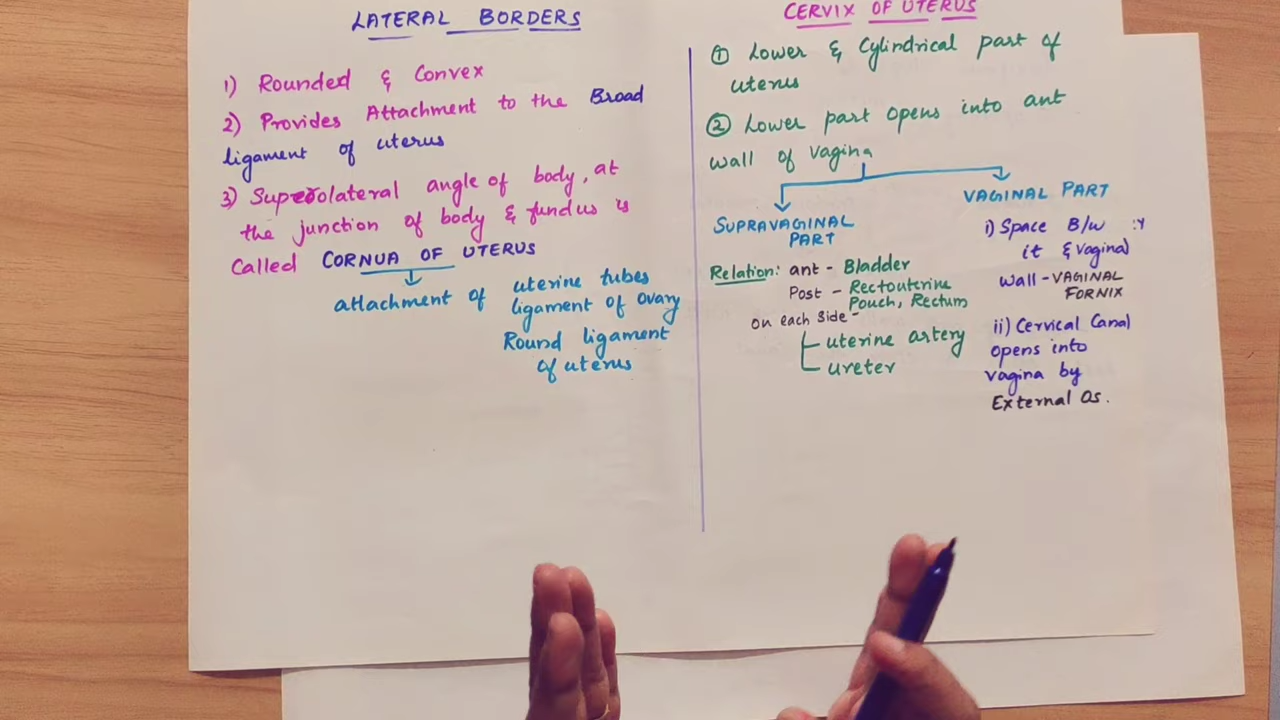 LATERAL BORDERS
1) Rounded & Convex
2) Provides Attachment to the Broad
ligament of uterus
3) Superolateral angle of body, at
the junction of body & fundus is
Called CORNUA OF UTERUS
attachment of uterine tubes
ligament of ovary
Round ligament
of uterus
CERVIX OF UTERUS
① Lower & Cylindrical part of
uterus
② Lower part opens into ant
wall of vagina
SUPRAVAGINAL
PART
Relation: ant - Bladder
Post - Rectouterine
Pouch, Rectum
on each side -
uterine artery
ureter
VAGINAL PART
i) Space B/w
it & vaginal
wall - VAGINAL
FORNIX
ii) Cervical Canal
opens into
vagina by
External Os.